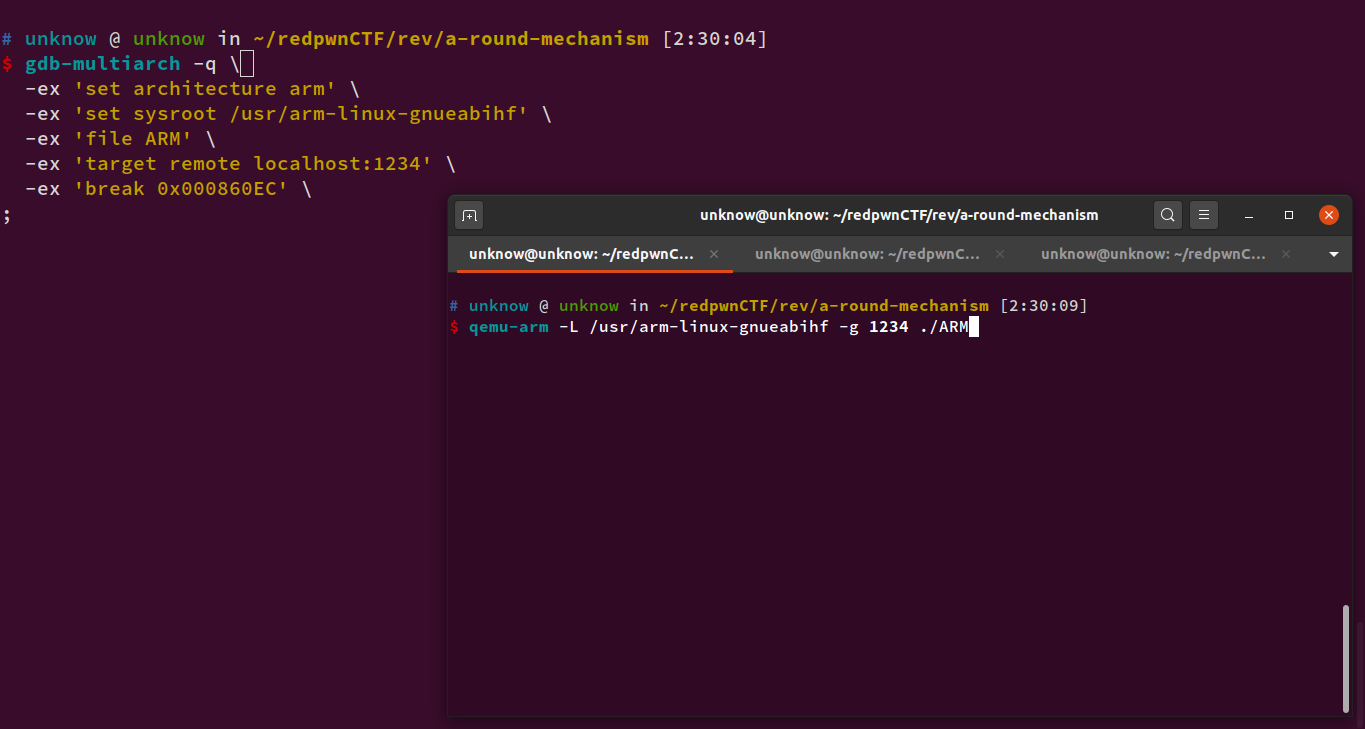 # unknow @ unknow in ~/redpwnCTF/rev/a-round-mechanism [2:30:04]
$ gdb-multiarch -q \
-ex 'set architecture arm' \
-ex 'set sysroot /usr/arm-linux-gnueabihf' \
-ex 'file ARM' \
-ex 'target remote localhost:1234' \
-ex 'break 0x000860EC' \
;
unknow@unknow: ~/redpwnCTF/rev/a-round-mechanism
unknow@unknow: ~/redpwnC... × unknow@unknow: ~/redpwnC... × unknow@unknow: ~/redpwnC... ×
# unknow @ unknow in ~/redpwnCTF/rev/a-round-mechanism [2:30:09]
$ qemu-arm -L /usr/arm-linux-gnueabihf -g 1234 ./ARM